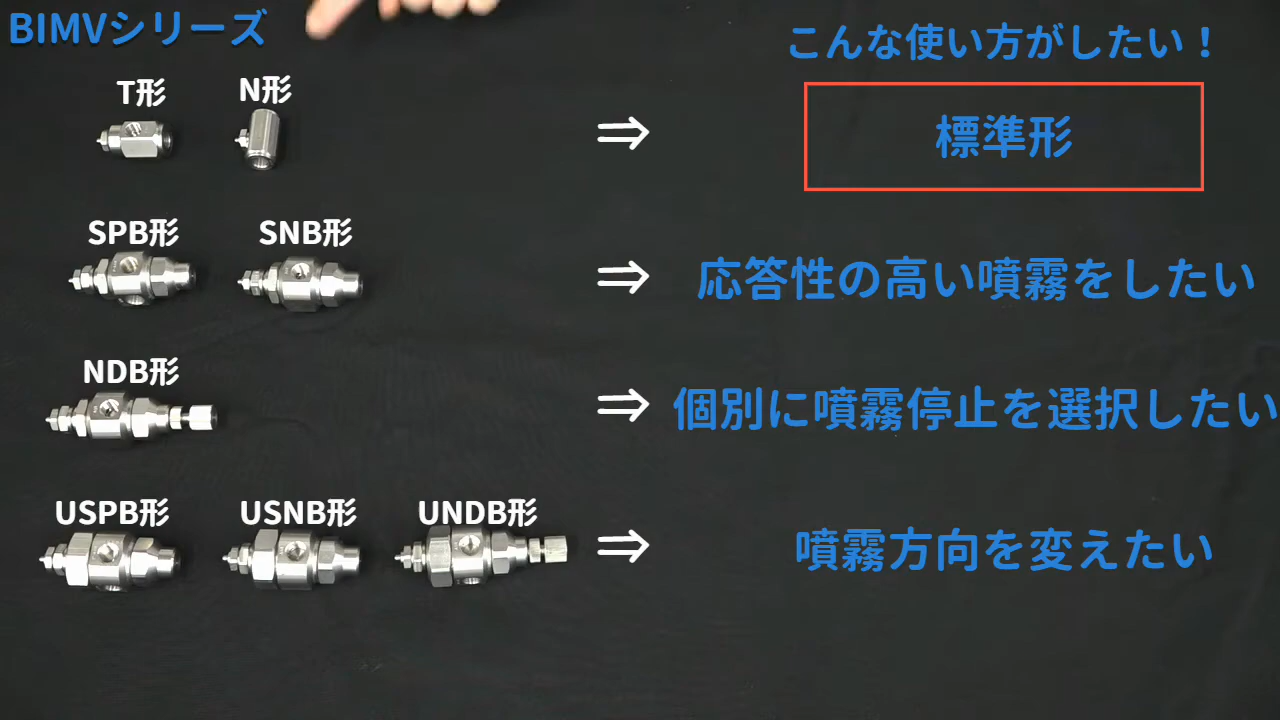 BIMVシリーズ
こんな使い方がしたい！
T形
N形
⇒
標準形
SPB形
SNB形
⇒
応答性の高い噴霧をしたい
NDB形
⇒
個別に噴霧停止を選択したい
USPB形
USNB形
UNDB形
⇒
噴霧方向を変えたい